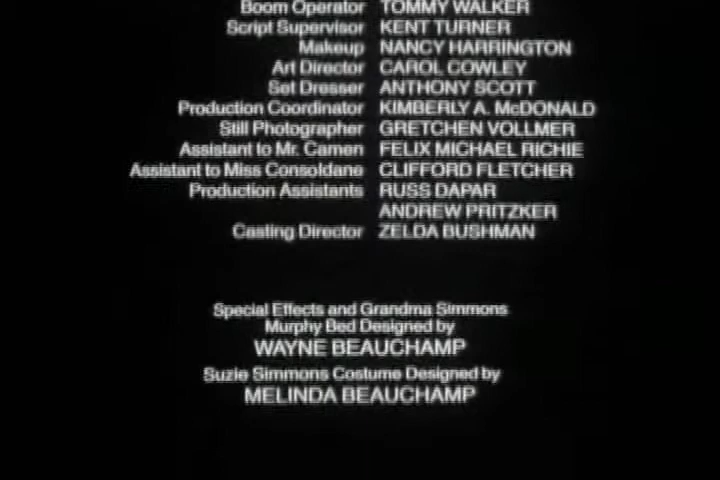 Boom Operator TOMMY WALKER
Script Supervisor KENT TURNER
Makeup NANCY HARRINGTON
Art Director CAROL COWLEY
Set Dresser ANTHONY SCOTT
Production Coordinator KIMBERLY A. McDONALD
Still Photographer GRETCHEN VOLLMER
Assistant to Mr. Camen FELIX MICHAEL RICHIE
Assistant to Miss Consoldane CLIFFORD FLETCHER
Production Assistants RUSS DAPAR
ANDREW PRITZKER
Casting Director ZELDA BUSHMAN
Special Effects and Grandma Simmons
Murphy Bed Designed by
WAYNE BEAUCHAMP
Suzie Simmons Costume Designed by
MELINDA BEAUCHAMP